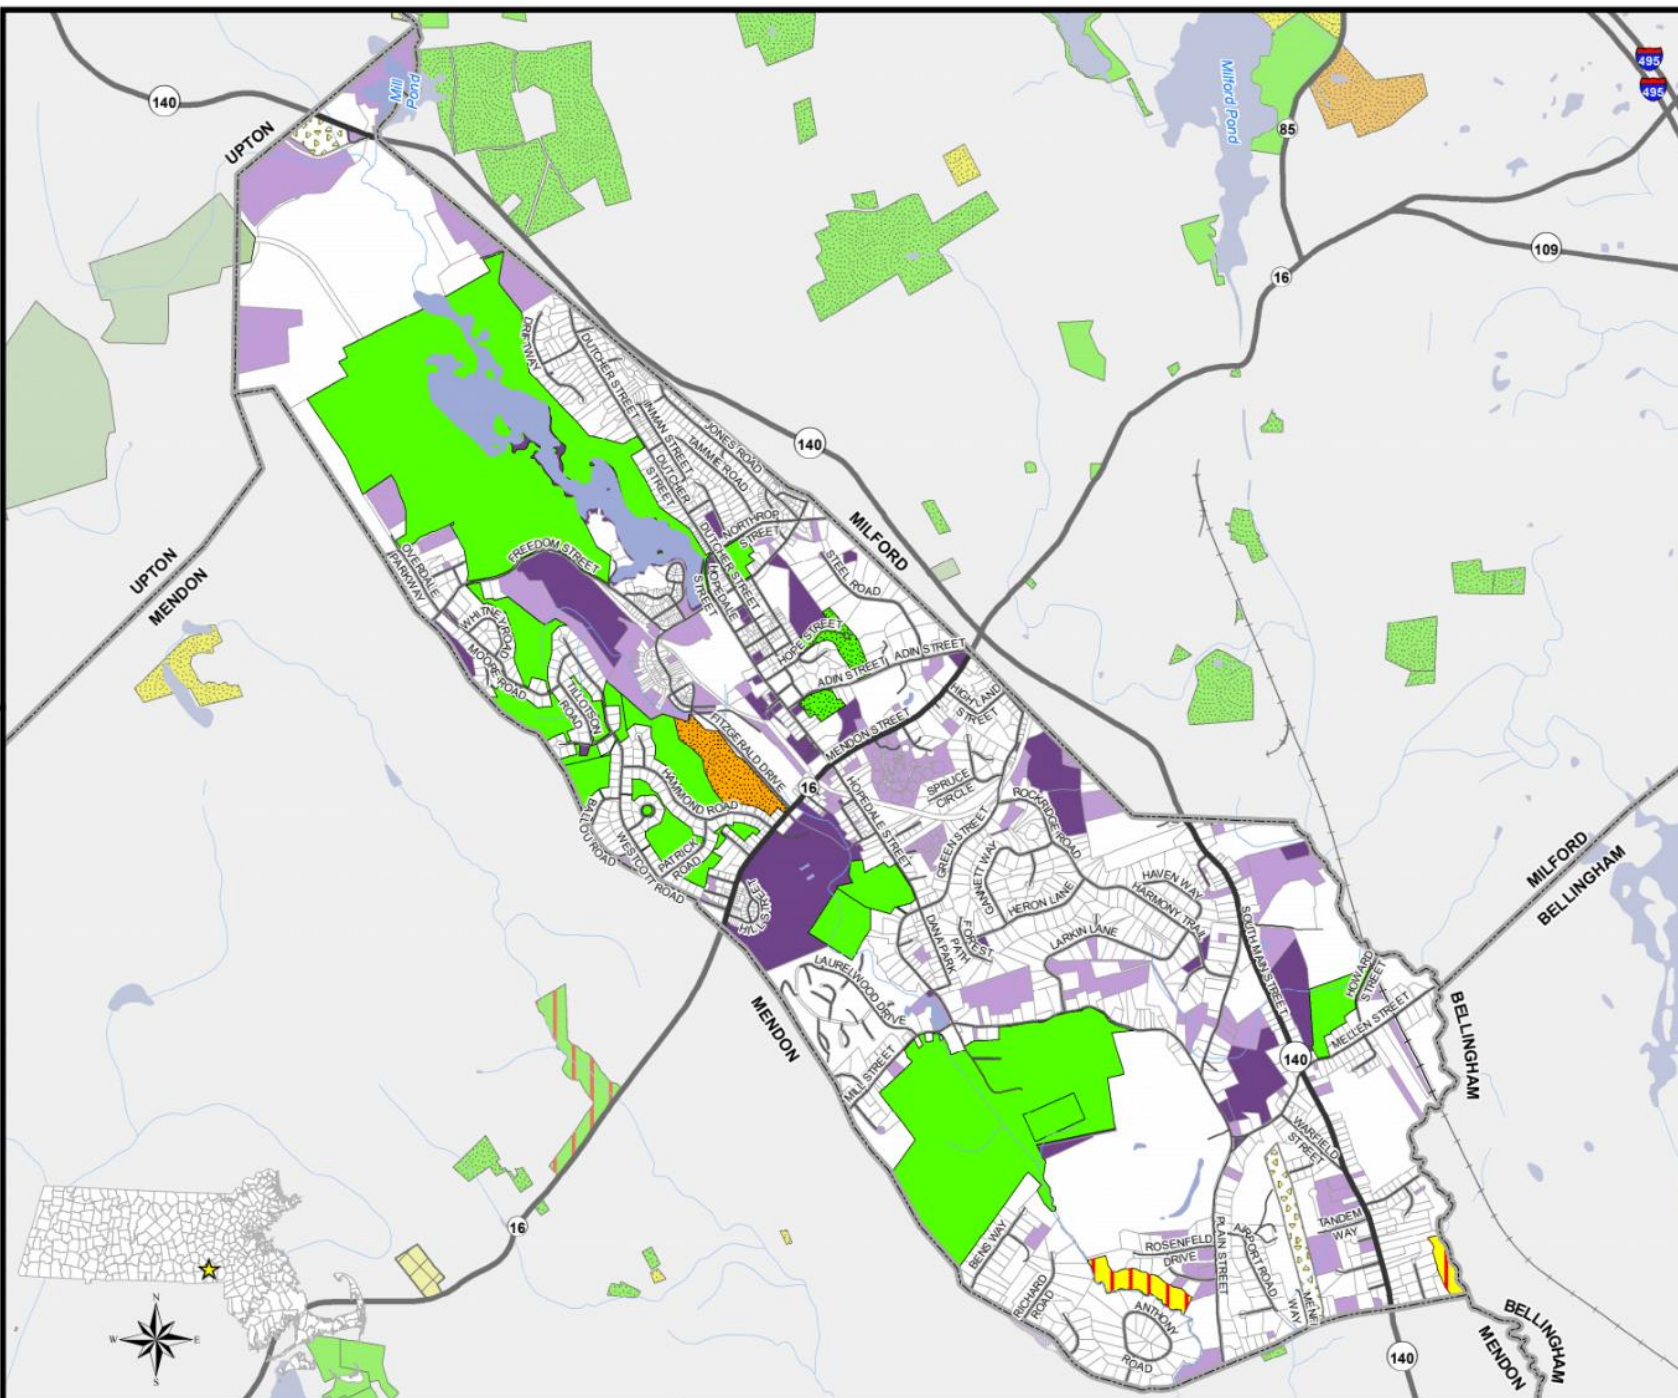 495
495
140
Mill
Pond
Milford Pond
85
UPTON
109
16
DRIFTWAY
DUTCHER STREET
INMAN STREET
JONES ROAD
TAMMIE ROAD
140
DUTCHER
STREET
NORTHROP
STREET
MILFORD
FREEDOM STREET
OVERDALE
PARKWAY
DUTCHER STREET
HOPEDALE
STREET
STEEL ROAD
UPTON
MENDON
WHITNEY ROAD
MOORE ROAD
HOPE STREET
ADIN STREET
ADIN STREET
TILLOTSON
ROAD
HIGHLAND
STREET
FITZGERALD DRIVE
MENDON STREET
16
HAMMOND ROAD
SPRUCE
CIRCLE
ROCKRIDGE ROAD
HOPEDALE STREET
GREEN STREET
BALLOU ROAD
WESTCOTT ROAD
PATRICK
ROAD
GANNETT WAY
HAVEN WAY
HARMONY TRAIL
HERON LANE
MILFORD
BELLINGHAM
HILL STREET
DANA PARK
FOREST
PATH
LARKIN LANE
SOUTH MAIN STREET
LAURELWOOD DRIVE
HOWARD
STREET
MENDON
MELLEN STREET
BELLINGHAM
140
MILL STREET
WARFIELD
STREET
16
BENS WAY
ROSENFELD
DRIVE
PLAIN STREET
AIRPORT ROAD
TANDEM
WAY
RICHARD
ROAD
ANTHONY
ROAD
WAY
BELLINGHAM
MENDON
140
N
W
E
S